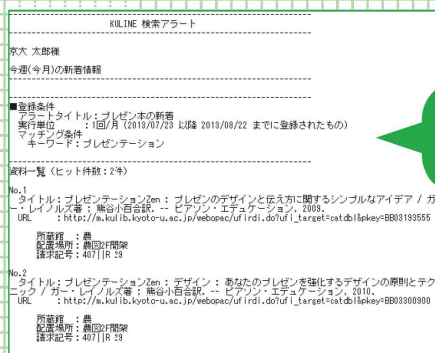 KULINE 検索アラート
京大 太郎様
今週(今月)の新着情報
■登録条件
アラートタイトル：プレゼン本の新着
実行単位　　　：1回/月 (2013/07/23 以降 2013/08/22 までに登録されたもの)
マッチング条件
キーワード：プレゼンテーション
資料一覧 (ヒット件数：2件)
No.1
タイトル：プレゼンテーションZen : プレゼンのデザインと伝え方に関するシンプルなアイデア / ガ
ー・レイノルズ著 ; 熊谷小百合訳. -- ピアソン・エデュケーション, 2009.
URL　　：http://m.kulib.kyoto-u.ac.jp/webopac/ufirdi.do?ufi_target=catdbl&pkey=BB03193555
所蔵館　：農
配置場所：農図2F開架
請求記号：407||R 29
No.2
タイトル：プレゼンテーションZen : デザイン : あなたのプレゼンを強化するデザインの原則とテク
ニック / ガー・レイノルズ著 ; 熊谷小百合訳. -- ピアソン・エデュケーション, 2010.
URL　　：http://m.kulib.kyoto-u.ac.jp/webopac/ufirdi.do?ufi_target=catdbl&pkey=BB03300900
所蔵館　：農
配置場所：農図2F開架
請求記号：407||R 29